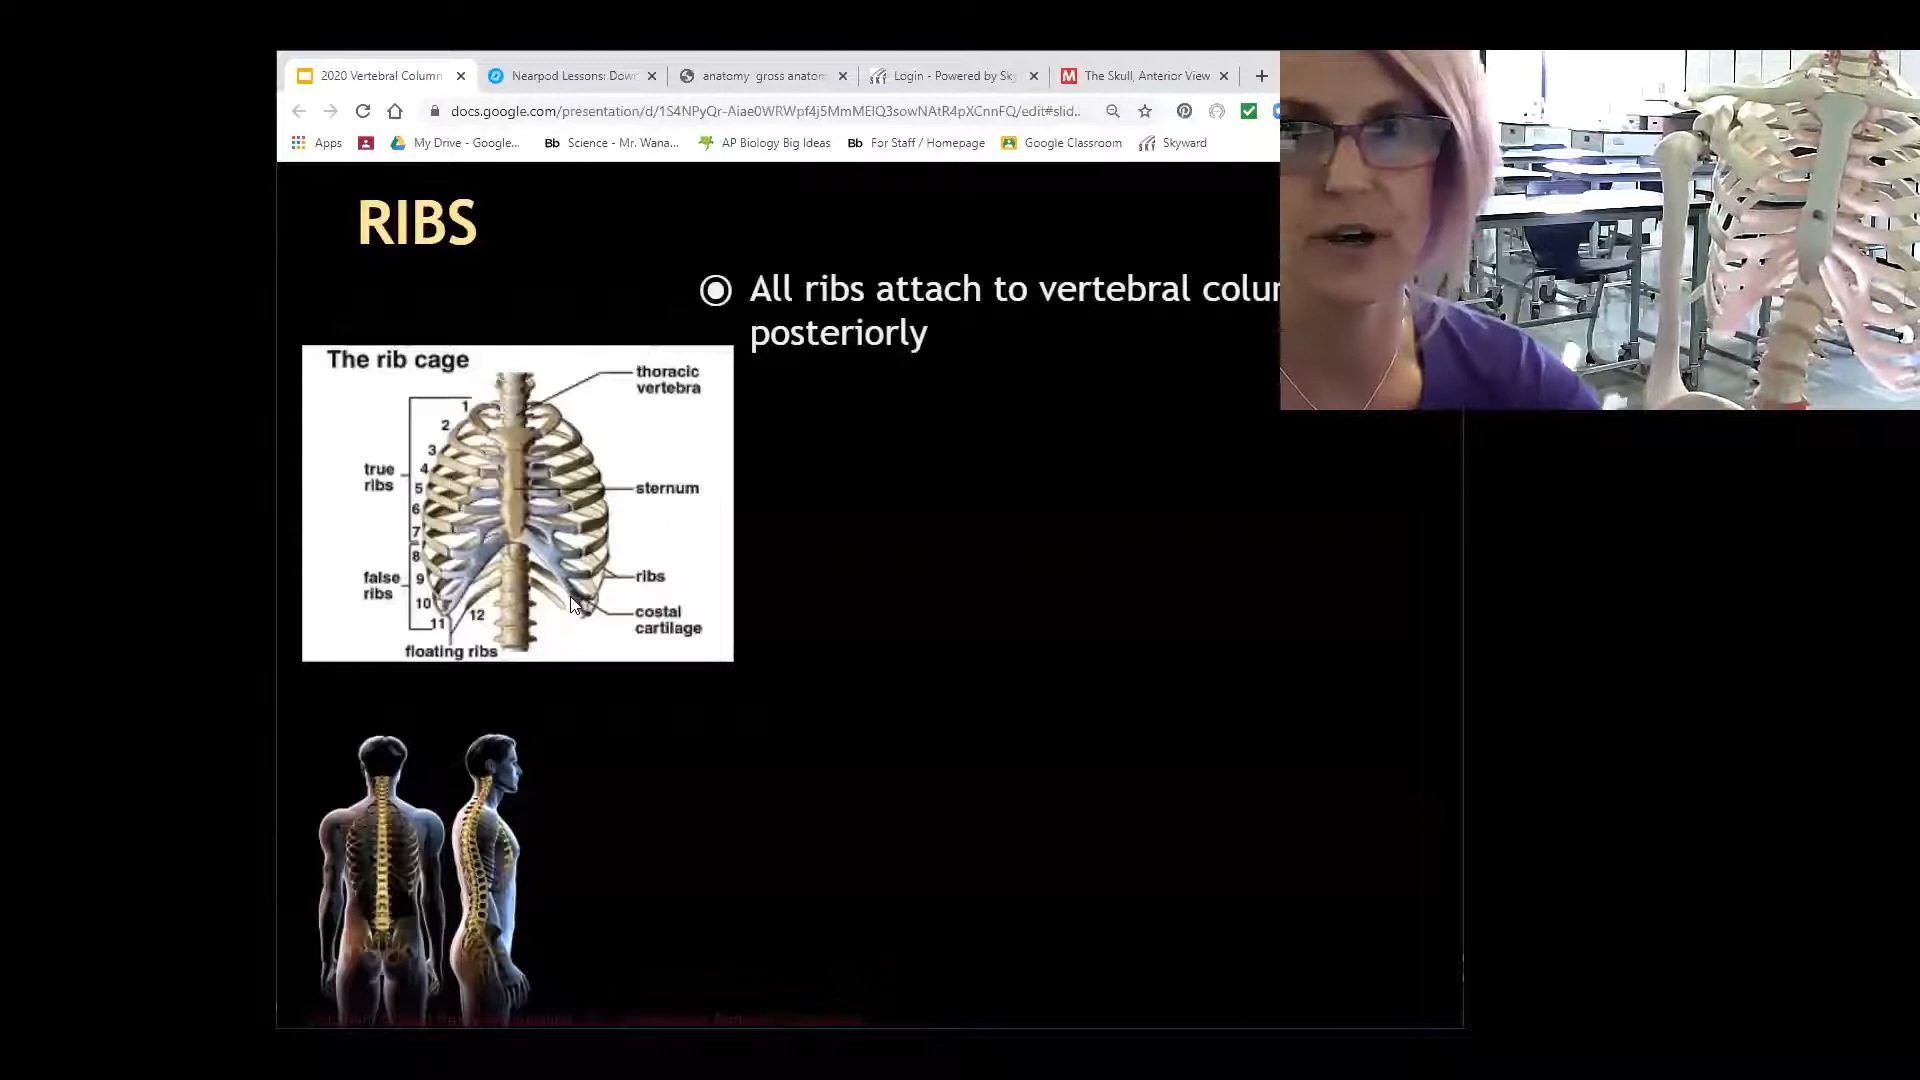 2020 Vertebral Column
Nearpod Lessons: Dow
anatomy gross anatom
Login - Powered by Sky
The Skull, Anterior View
docs.google.com/presentation/d/1S4NPyQr-Aiae0WRWpf4j5MmMElQ3sowNAtR4pXCnnFQ/edit#slid..
Apps
My Drive - Google...
Bb Science - Mr. Wana...
AP Biology Big Ideas
Bb For Staff / Homepage
Google Classroom
Skyward
RIBS
All ribs attach to vertebral colu
posteriorly
The rib cage
thoracic
vertebra
1
2
3
true
ribs
4
5
6
7
sternum
8
false
ribs
9
10
11
12
ribs
costal
cartilage
floating ribs